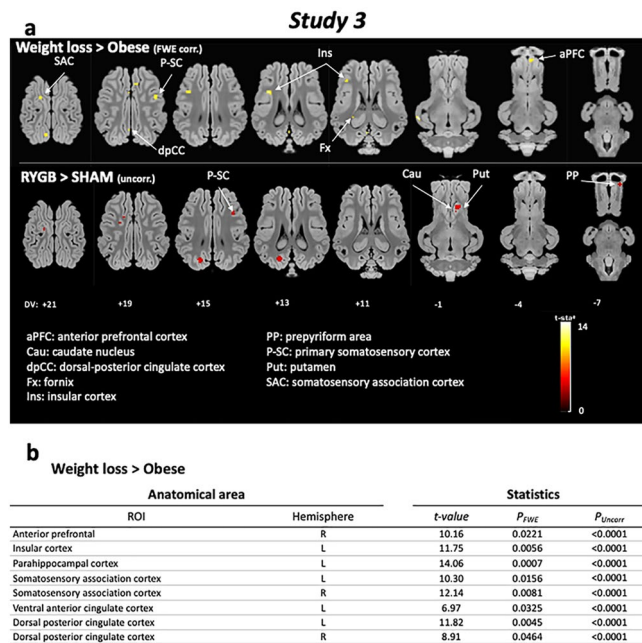 Study 3
a
Weight loss > Obese (FWE corr.)
SAC
P-SC
Ins
aPFC
dpCC
Fx
RYGB > SHAM (uncorr.)
P-SC
Cau
Put
PP
DV: +21 +19 +15 +13 +11 -1 -4 -7
aPFC: anterior prefrontal cortex
Cau: caudate nucleus
dpCC: dorsal-posterior cingulate cortex
Fx: fornix
Ins: insular cortex
PP: prepyriform area
P-SC: primary somatosensory cortex
Put: putamen
SAC: somatosensory association cortex
14
0
b
Weight loss > Obese
Anatomical area Statistics
ROI Hemisphere t-value PFWE PUncorr
Anterior prefrontal R 10.16 0.0221 <0.0001
Insular cortex L 11.75 0.0056 <0.0001
Parahippocampal cortex L 14.06 0.0007 <0.0001
Somatosensory association cortex L 10.30 0.0156 <0.0001
Somatosensory association cortex R 12.14 0.0081 <0.0001
Ventral anterior cingulate cortex L 6.97 0.0325 <0.0001
Dorsal posterior cingulate cortex L 11.82 0.0045 <0.0001
Dorsal posterior cingulate cortex R 8.91 0.0464 <0.0001